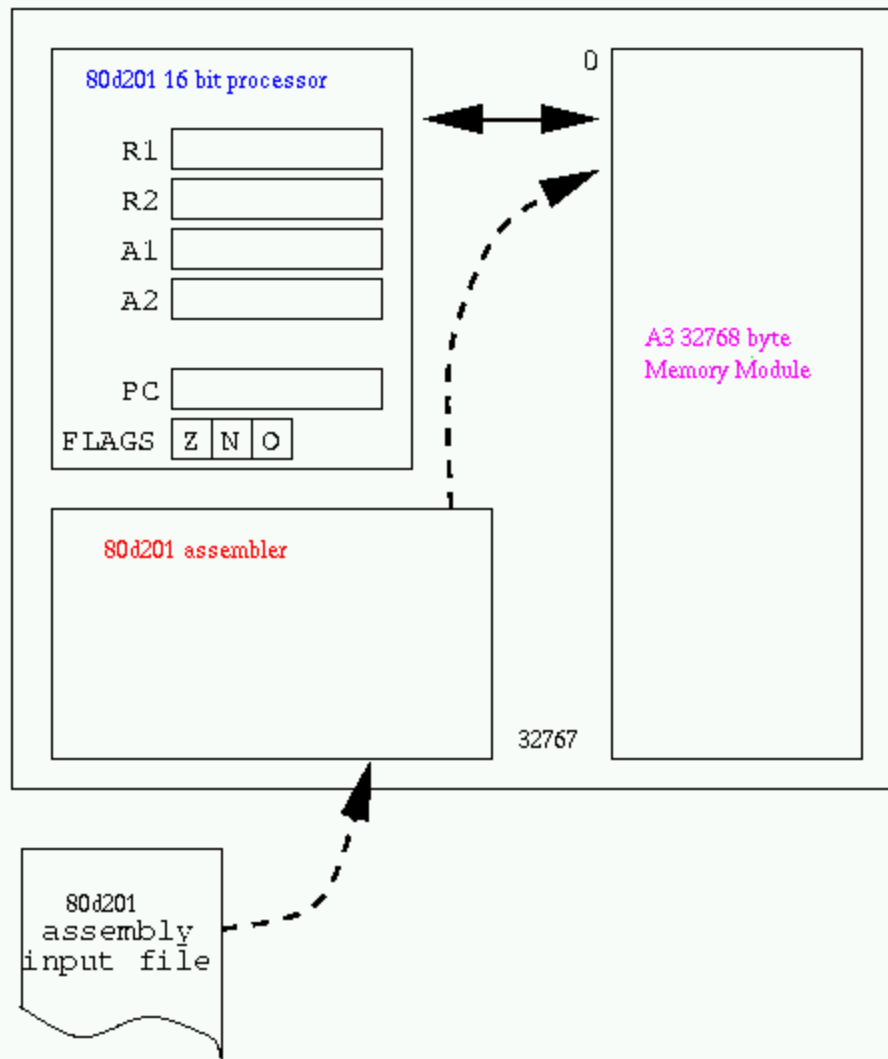 80d201 16 bit processor
R1
R2
A1
A2
PC
FLAGS Z N O
0
A3 32768 byte
Memory Module
80d201 assembler
32767
80d201
assembly
input file